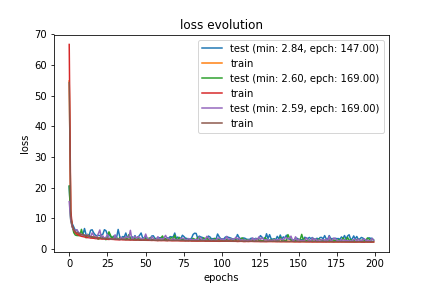 loss evolution
70
60
50
40
30
20
10
0
loss
test (min: 2.84, epch: 147.00)
train
test (min: 2.60, epch: 169.00)
train
test (min: 2.59, epch: 169.00)
train
0 25 50 75 100 125 150 175 200
epochs